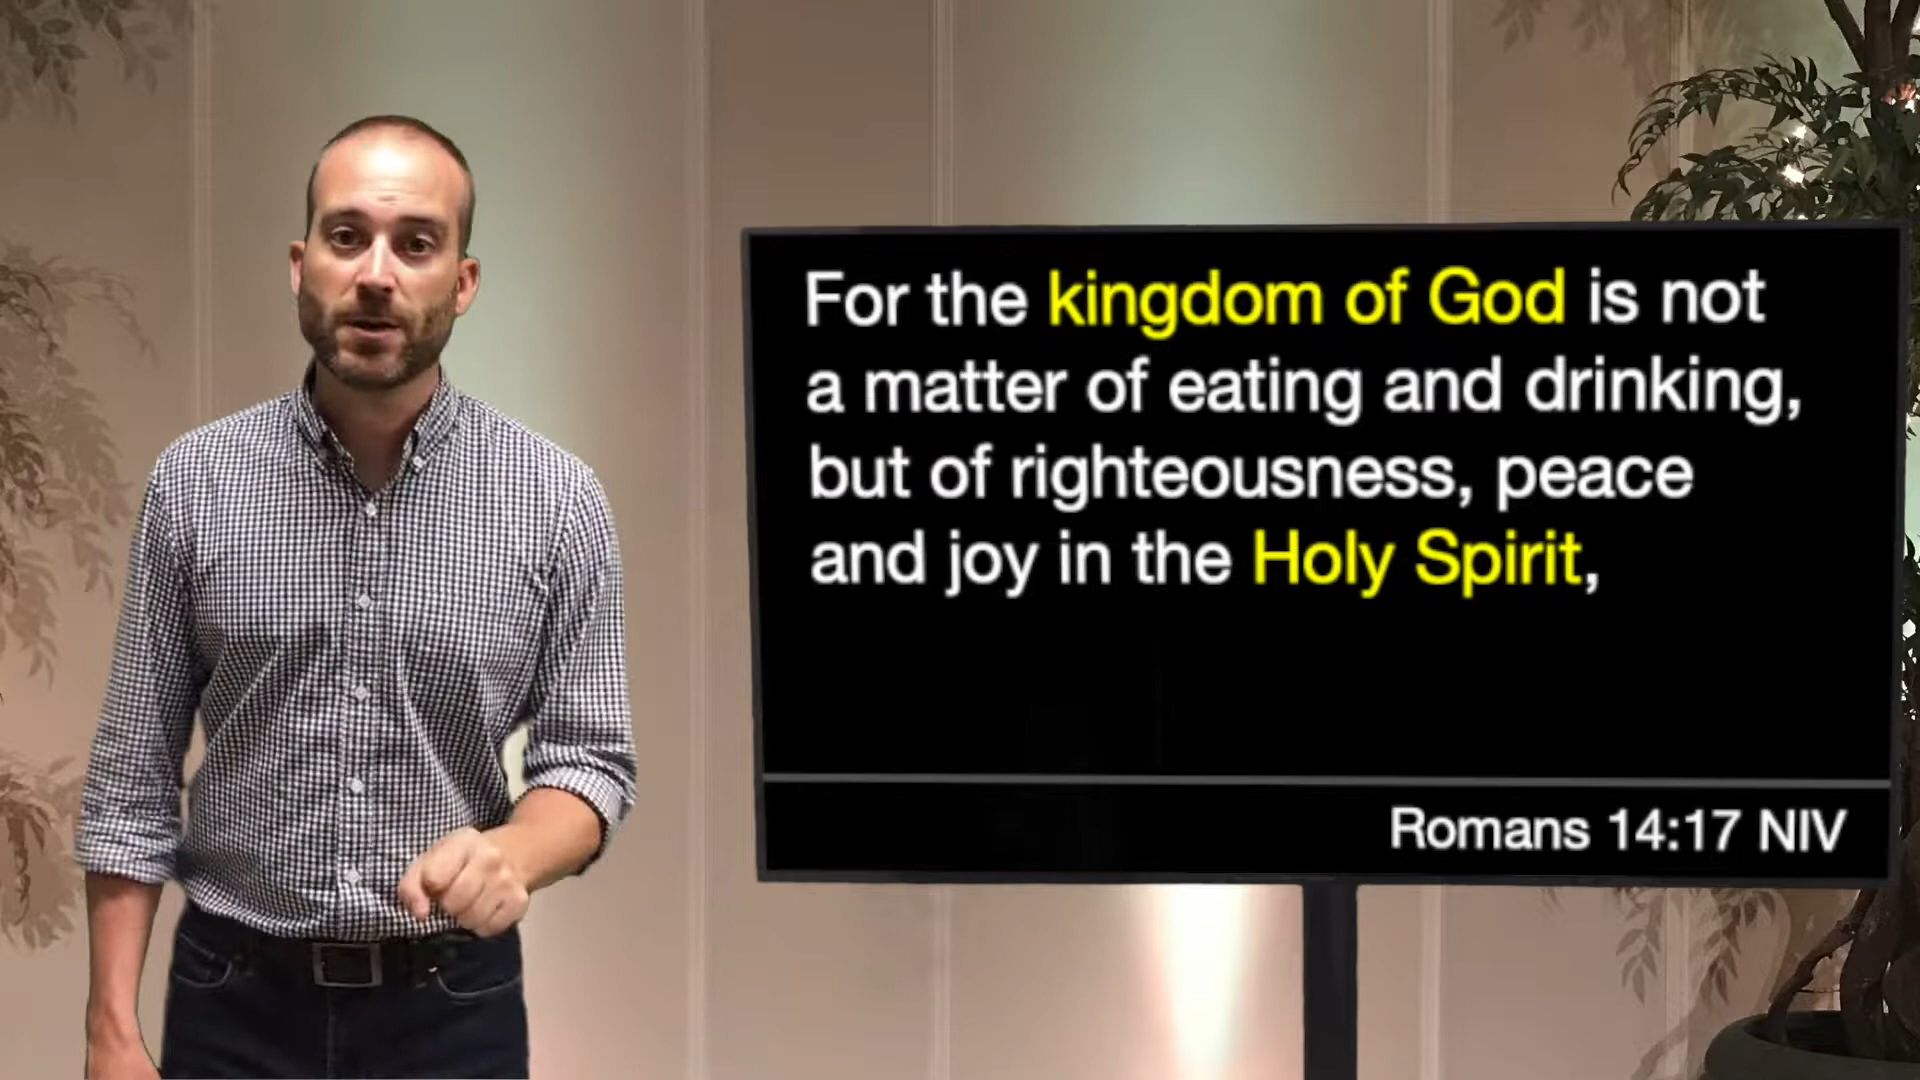 For the kingdom of God is not
a matter of eating and drinking,
but of righteousness, peace
and joy in the Holy Spirit,
Romans 14:17 NIV